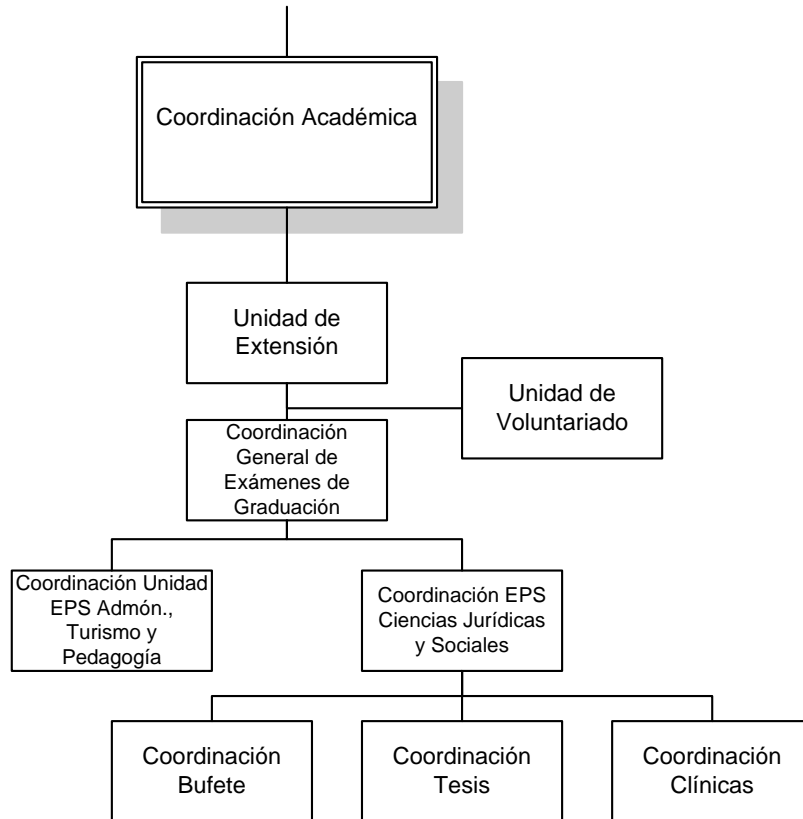 Coordinación Académica
Unidad de
Extensión
Unidad de
Voluntariado
Coordinación
General de
Exámenes de
Graduación
Coordinación Unidad
EPS Admón.,
Turismo y
Pedagogía
Coordinación EPS
Ciencias Jurídicas
y Sociales
Coordinación
Bufete
Coordinación
Tesis
Coordinación
Clínicas